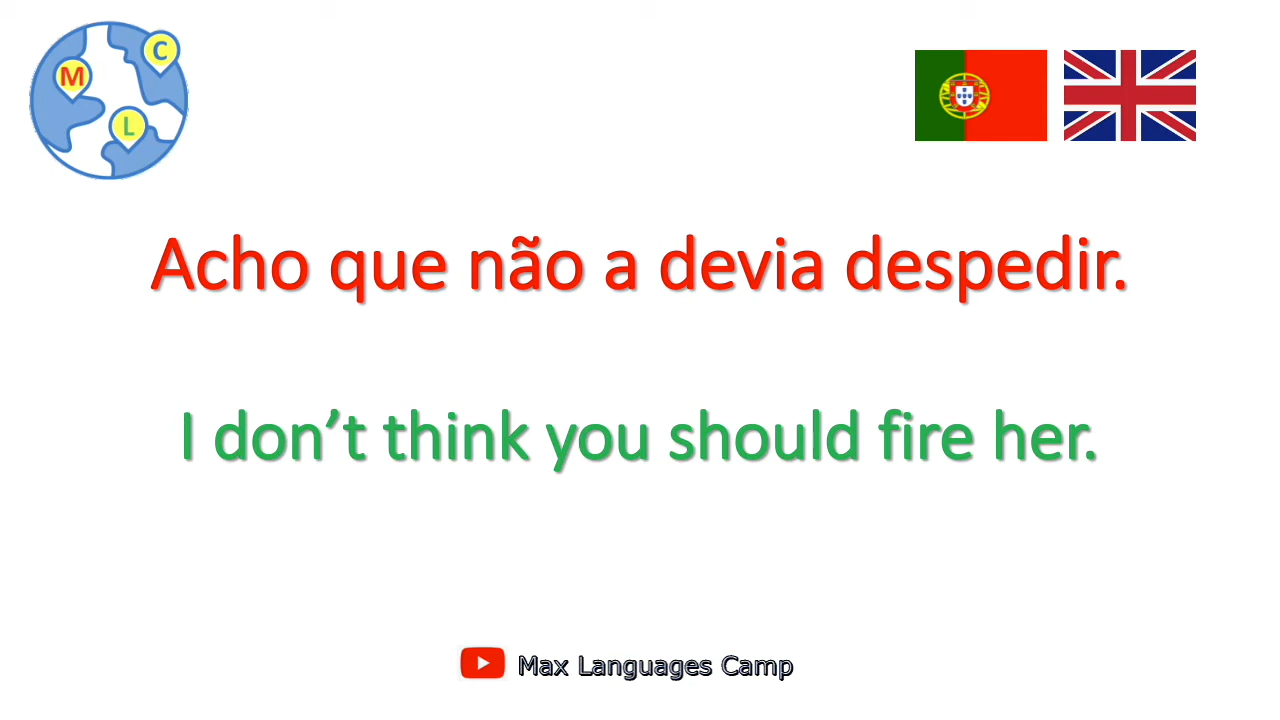 M
C
L
Acho que não a devia despedir.
I don’t think you should fire her.
Max Languages Camp